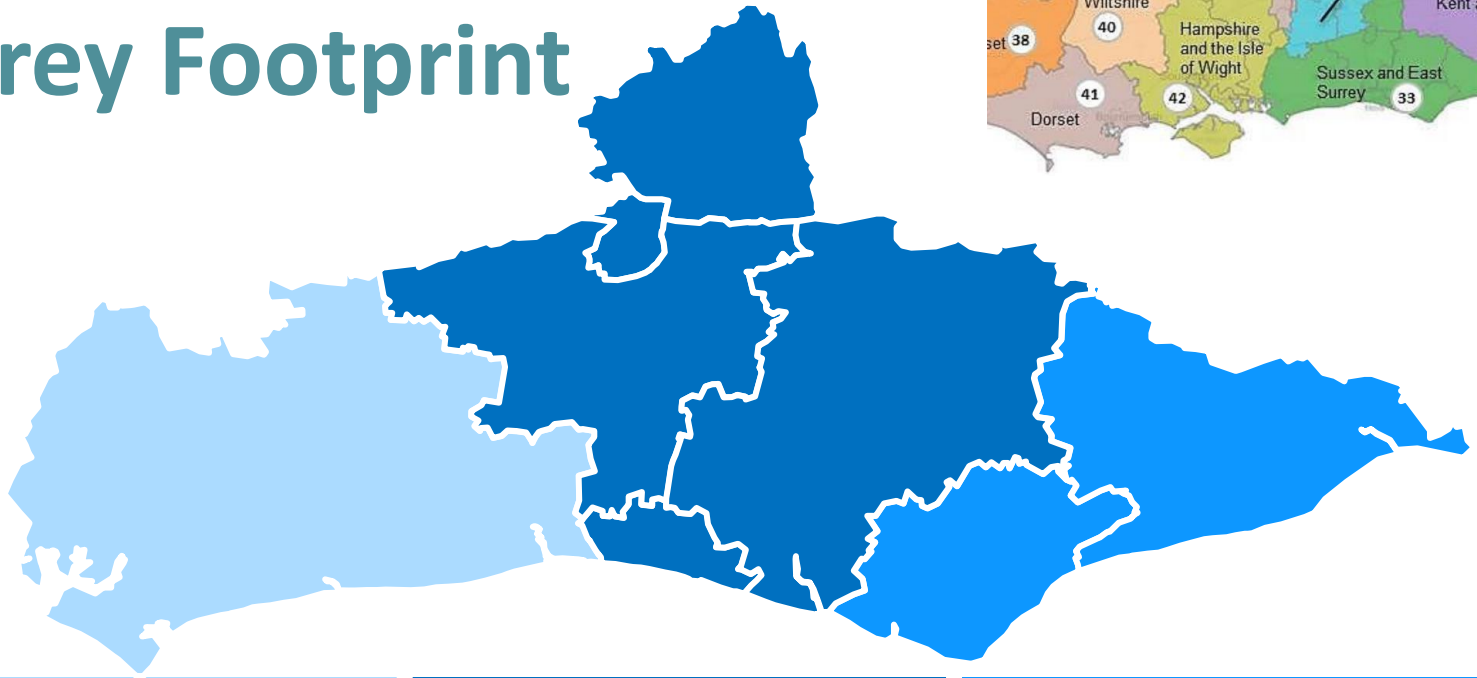 rey Footprint
Wiltshire
40
set 38
Hampshire
and the Isle
of Wight
Kent
Sussex and East
Surrey 33
41
42
Dorset